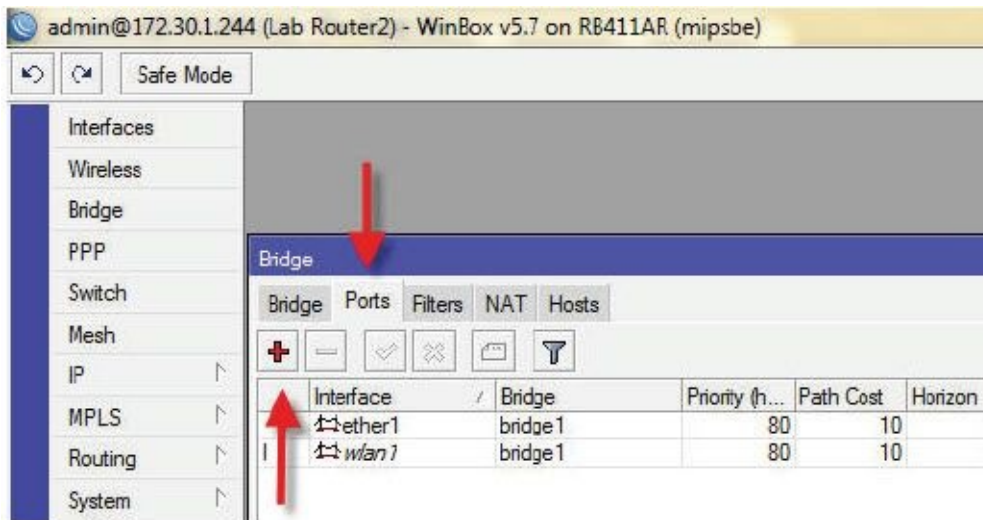 admin@172.30.1.244 (Lab Router2) - WinBox v5.7 on RB411AR (mipsbe)
Safe Mode
Interfaces
Wireless
Bridge
PPP
Switch
Mesh
IP
MPLS
Routing
System
Bridge
Bridge Ports Filters NAT Hosts
Interface / Bridge Priority (h... Path Cost Horizon
ether1 bridge1 80 10
I wlan1 bridge1 80 10